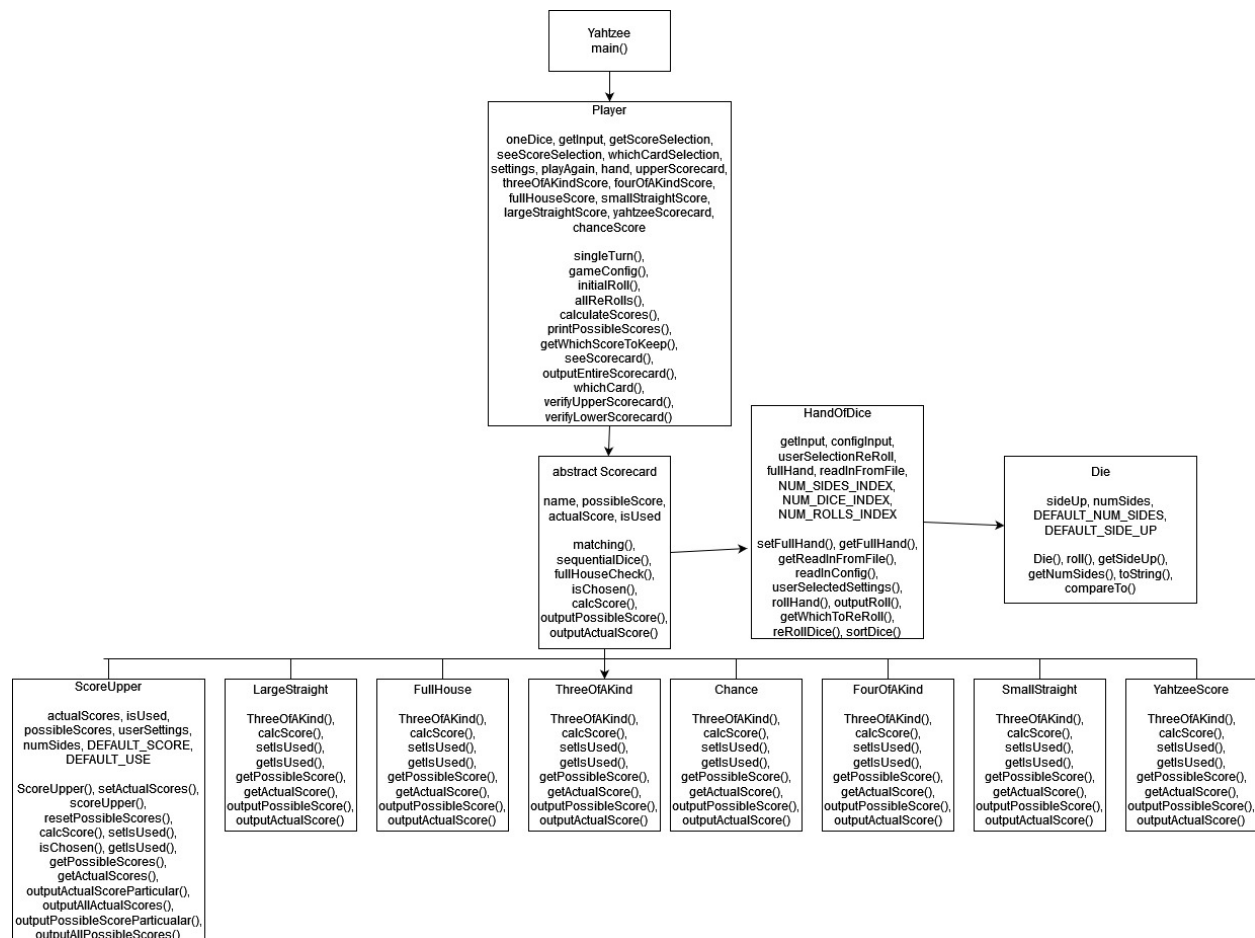 Yahtzee
main()
Player
oneDice, getInput, getScoreSelection,
seeScoreSelection, whichCardSelection,
settings, playAgain, hand, upperScorecard,
threeOfAKindScore, fourOfAKindScore,
fullHouseScore, smallStraightScore,
largeStraightScore, yahtzeeScorecard,
chanceScore
singleTurn(),
gameConfig(),
initialRoll(),
allReRolls(),
calculateScores(),
printPossibleScores(),
getWhichScoreToKeep(),
seeScorecard(),
outputEntireScorecard(),
whichCard(),
verifyUpperScorecard(),
verifyLowerScorecard()
abstract Scorecard
name, possibleScore,
actualScore, isUsed
matching(),
sequentialDice(),
fullHouseCheck(),
isChosen(),
calcScore(),
outputPossibleScore(),
outputActualScore()
HandOfDice
getInput, configInput,
userSelectionReRoll,
fullHand, readInFromFile,
NUM_SIDES_INDEX,
NUM_DICE_INDEX,
NUM_ROLLS_INDEX
setFullHand(), getFullHand(),
getReadInFromFile(),
readInConfig(),
userSelectedSettings(),
rollHand(), outputRoll(),
getWhichToReRoll(),
reRollDice(), sortDice()
Die
sideUp, numSides,
DEFAULT_NUM_SIDES,
DEFAULT_SIDE_UP
Die(), roll(), getSideUp(),
getNumSides(), toString(),
compareTo()
ScoreUpper
actualScores, isUsed,
possibleScores, userSettings,
numSides, DEFAULT_SCORE,
DEFAULT_USE
ScoreUpper(), setActualScores(),
scoreUpper(),
resetPossibleScores(),
calcScore(), setIsUsed(),
isChosen(), getIsUsed(),
getPossibleScores(),
getActualScores(),
outputActualScoreParticular(),
outputAllActualScores(),
outputPossibleScoreParticualar(),
outputAllPossibleScores()
LargeStraight
ThreeOfAKind(),
calcScore(),
setIsUsed(),
getIsUsed(),
getPossibleScore(),
getActualScore(),
outputPossibleScore(),
outputActualScore()
FullHouse
ThreeOfAKind(),
calcScore(),
setIsUsed(),
getIsUsed(),
getPossibleScore(),
getActualScore(),
outputPossibleScore(),
outputActualScore()
ThreeOfAKind
ThreeOfAKind(),
calcScore(),
setIsUsed(),
getIsUsed(),
getPossibleScore(),
getActualScore(),
outputPossibleScore(),
outputActualScore()
Chance
ThreeOfAKind(),
calcScore(),
setIsUsed(),
getIsUsed(),
getPossibleScore(),
getActualScore(),
outputPossibleScore(),
outputActualScore()
FourOfAKind
ThreeOfAKind(),
calcScore(),
setIsUsed(),
getIsUsed(),
getPossibleScore(),
getActualScore(),
outputPossibleScore(),
outputActualScore()
SmallStraight
ThreeOfAKind(),
calcScore(),
setIsUsed(),
getIsUsed(),
getPossibleScore(),
getActualScore(),
outputPossibleScore(),
outputActualScore()
YahtzeeScore
ThreeOfAKind(),
calcScore(),
setIsUsed(),
getIsUsed(),
getPossibleScore(),
getActualScore(),
outputPossibleScore(),
outputActualScore()